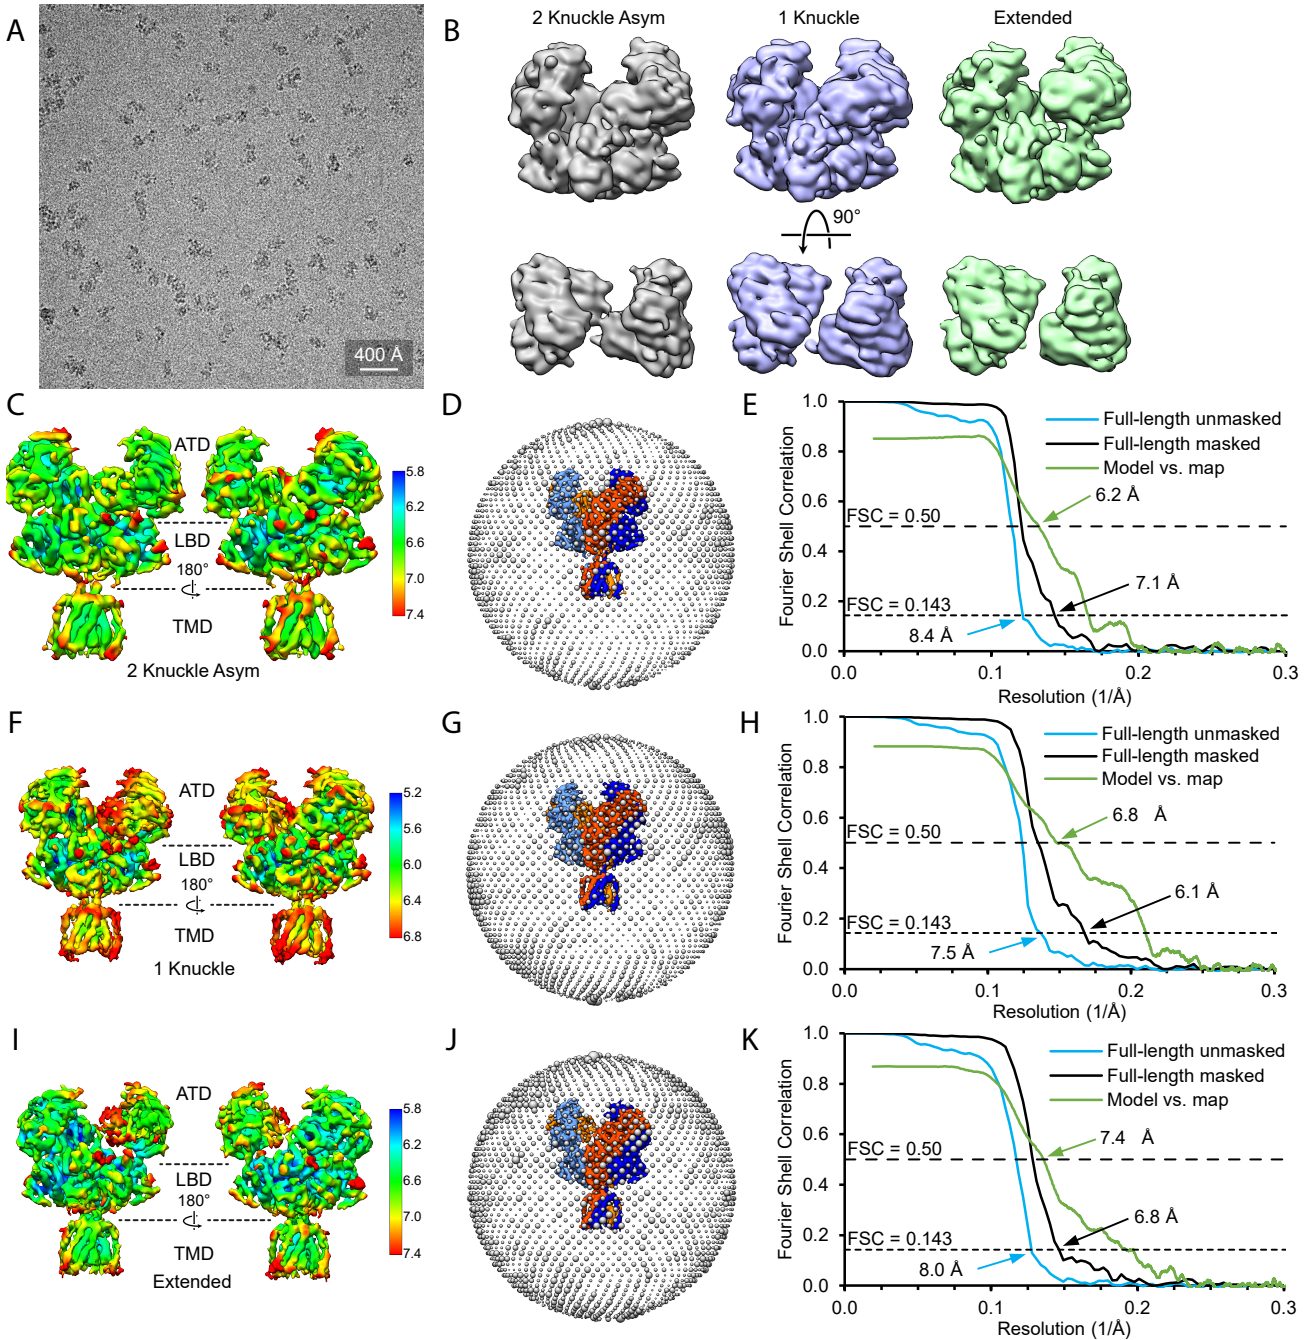 A
400 Å
B
2 Knuckle Asym
1 Knuckle
Extended
90°
C
ATD
LBD
180°
TMD
2 Knuckle Asym
5.8
6.2
6.6
7.0
7.4
D
E
Fourier Shell Correlation
1.0
0.8
0.6
0.4
0.2
0.0
Full-length unmasked
Full-length masked
Model vs. map
6.2 Å
FSC = 0.50
7.1 Å
FSC = 0.143
8.4 Å
0.0
0.1
0.2
0.3
Resolution (1/Å)
F
ATD
LBD
180°
TMD
1 Knuckle
5.2
5.6
6.0
6.4
6.8
G
H
Fourier Shell Correlation
1.0
0.8
0.6
0.4
0.2
0.0
Full-length unmasked
Full-length masked
Model vs. map
6.8 Å
FSC = 0.50
6.1 Å
FSC = 0.143
7.5 Å
0.0
0.1
0.2
0.3
Resolution (1/Å)
I
ATD
LBD
180°
TMD
Extended
5.8
6.2
6.6
7.0
7.4
J
K
Fourier Shell Correlation
1.0
0.8
0.6
0.4
0.2
0.0
Full-length unmasked
Full-length masked
Model vs. map
7.4 Å
FSC = 0.50
6.8 Å
FSC = 0.143
8.0 Å
0.0
0.1
0.2
0.3
Resolution (1/Å)